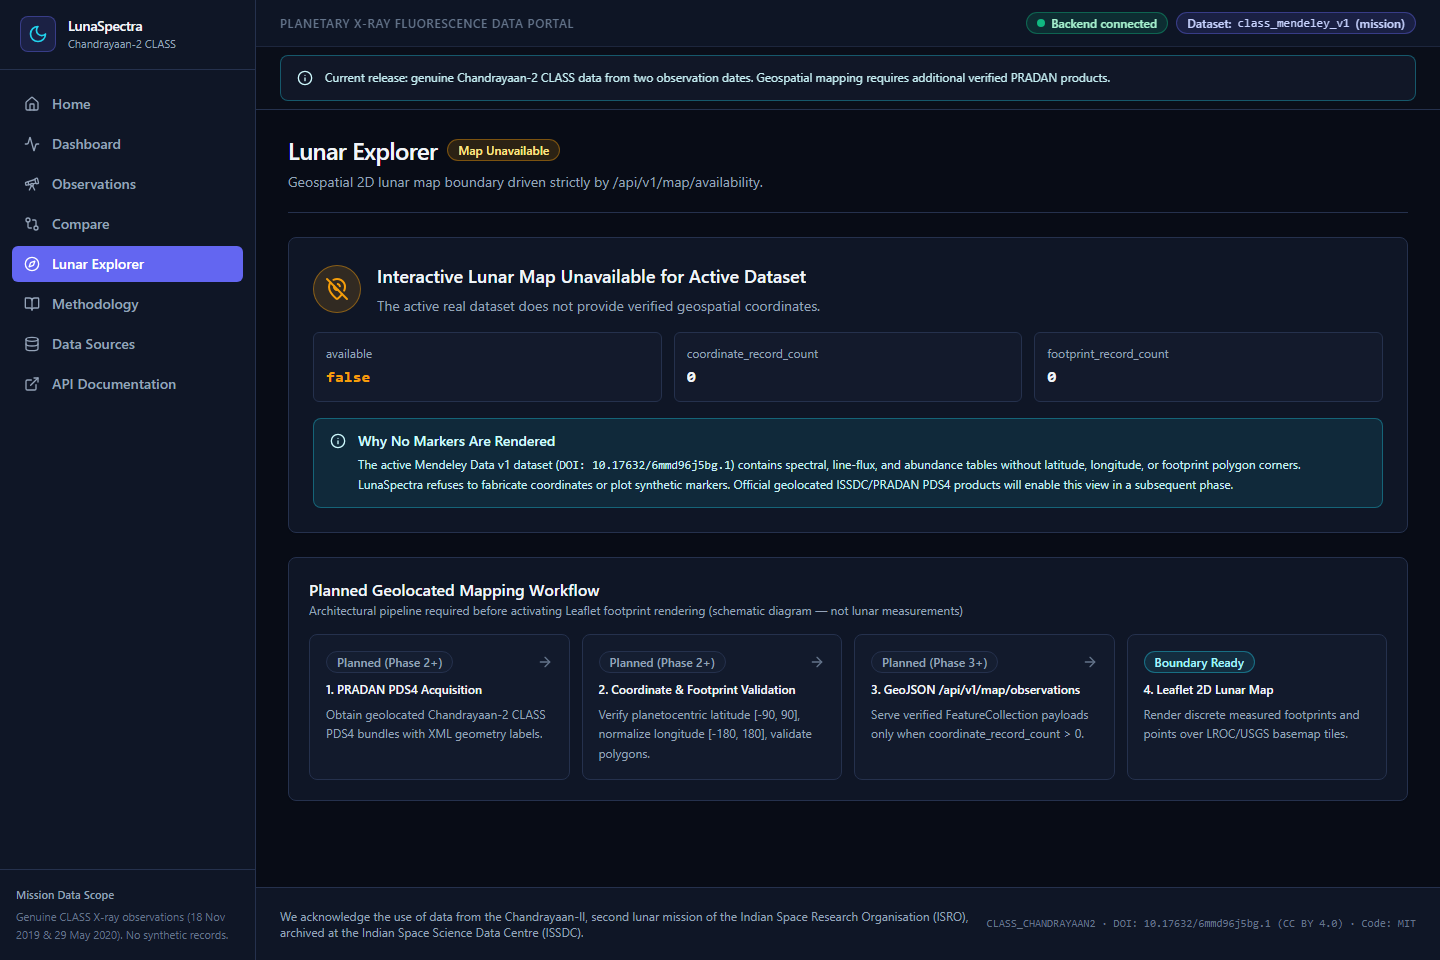 LunaSpectra
Chandrayaan-2 CLASS
Home
Dashboard
Observations
Compare
Lunar Explorer
Methodology
Data Sources
API Documentation
Mission Data Scope
Genuine CLASS X-ray observations (18 Nov
2019 & 29 May 2020). No synthetic records.
PLANETARY X-RAY FLUORESCENCE DATA PORTAL
Backend connected
Dataset: class_mendeley_v1 (mission)
Current release: genuine Chandrayaan-2 CLASS data from two observation dates. Geospatial mapping requires additional verified PRADAN products.
Lunar Explorer
Map Unavailable
Geospatial 2D lunar map boundary driven strictly by /api/v1/map/availability.
Interactive Lunar Map Unavailable for Active Dataset
The active real dataset does not provide verified geospatial coordinates.
available
false
coordinate_record_count
0
footprint_record_count
0
Why No Markers Are Rendered
The active Mendeley Data v1 dataset (DOI: 10.17632/6mmd96j5bg.1) contains spectral, line-flux, and abundance tables without latitude, longitude, or footprint polygon corners.
LunaSpectra refuses to fabricate coordinates or plot synthetic markers. Official geolocated ISSDC/PRADAN PDS4 products will enable this view in a subsequent phase.
Planned Geolocated Mapping Workflow
Architectural pipeline required before activating Leaflet footprint rendering (schematic diagram — not lunar measurements)
Planned (Phase 2+)
1. PRADAN PDS4 Acquisition
Obtain geolocated Chandrayaan-2 CLASS
PDS4 bundles with XML geometry labels.
Planned (Phase 2+)
2. Coordinate & Footprint Validation
Verify planetocentric latitude [-90, 90],
normalize longitude [-180, 180], validate
polygons.
Planned (Phase 3+)
3. GeoJSON /api/v1/map/observations
Serve verified FeatureCollection payloads
only when coordinate_record_count > 0.
Boundary Ready
4. Leaflet 2D Lunar Map
Render discrete measured footprints and
points over LROC/USGS basemap tiles.
We acknowledge the use of data from the Chandrayaan-II, second lunar mission of the Indian Space Research Organisation (ISRO),
archived at the Indian Space Science Data Centre (ISSDC).
CLASS_CHANDRAYAAN2 · DOI: 10.17632/6mmd96j5bg.1 (CC BY 4.0) · Code: MIT